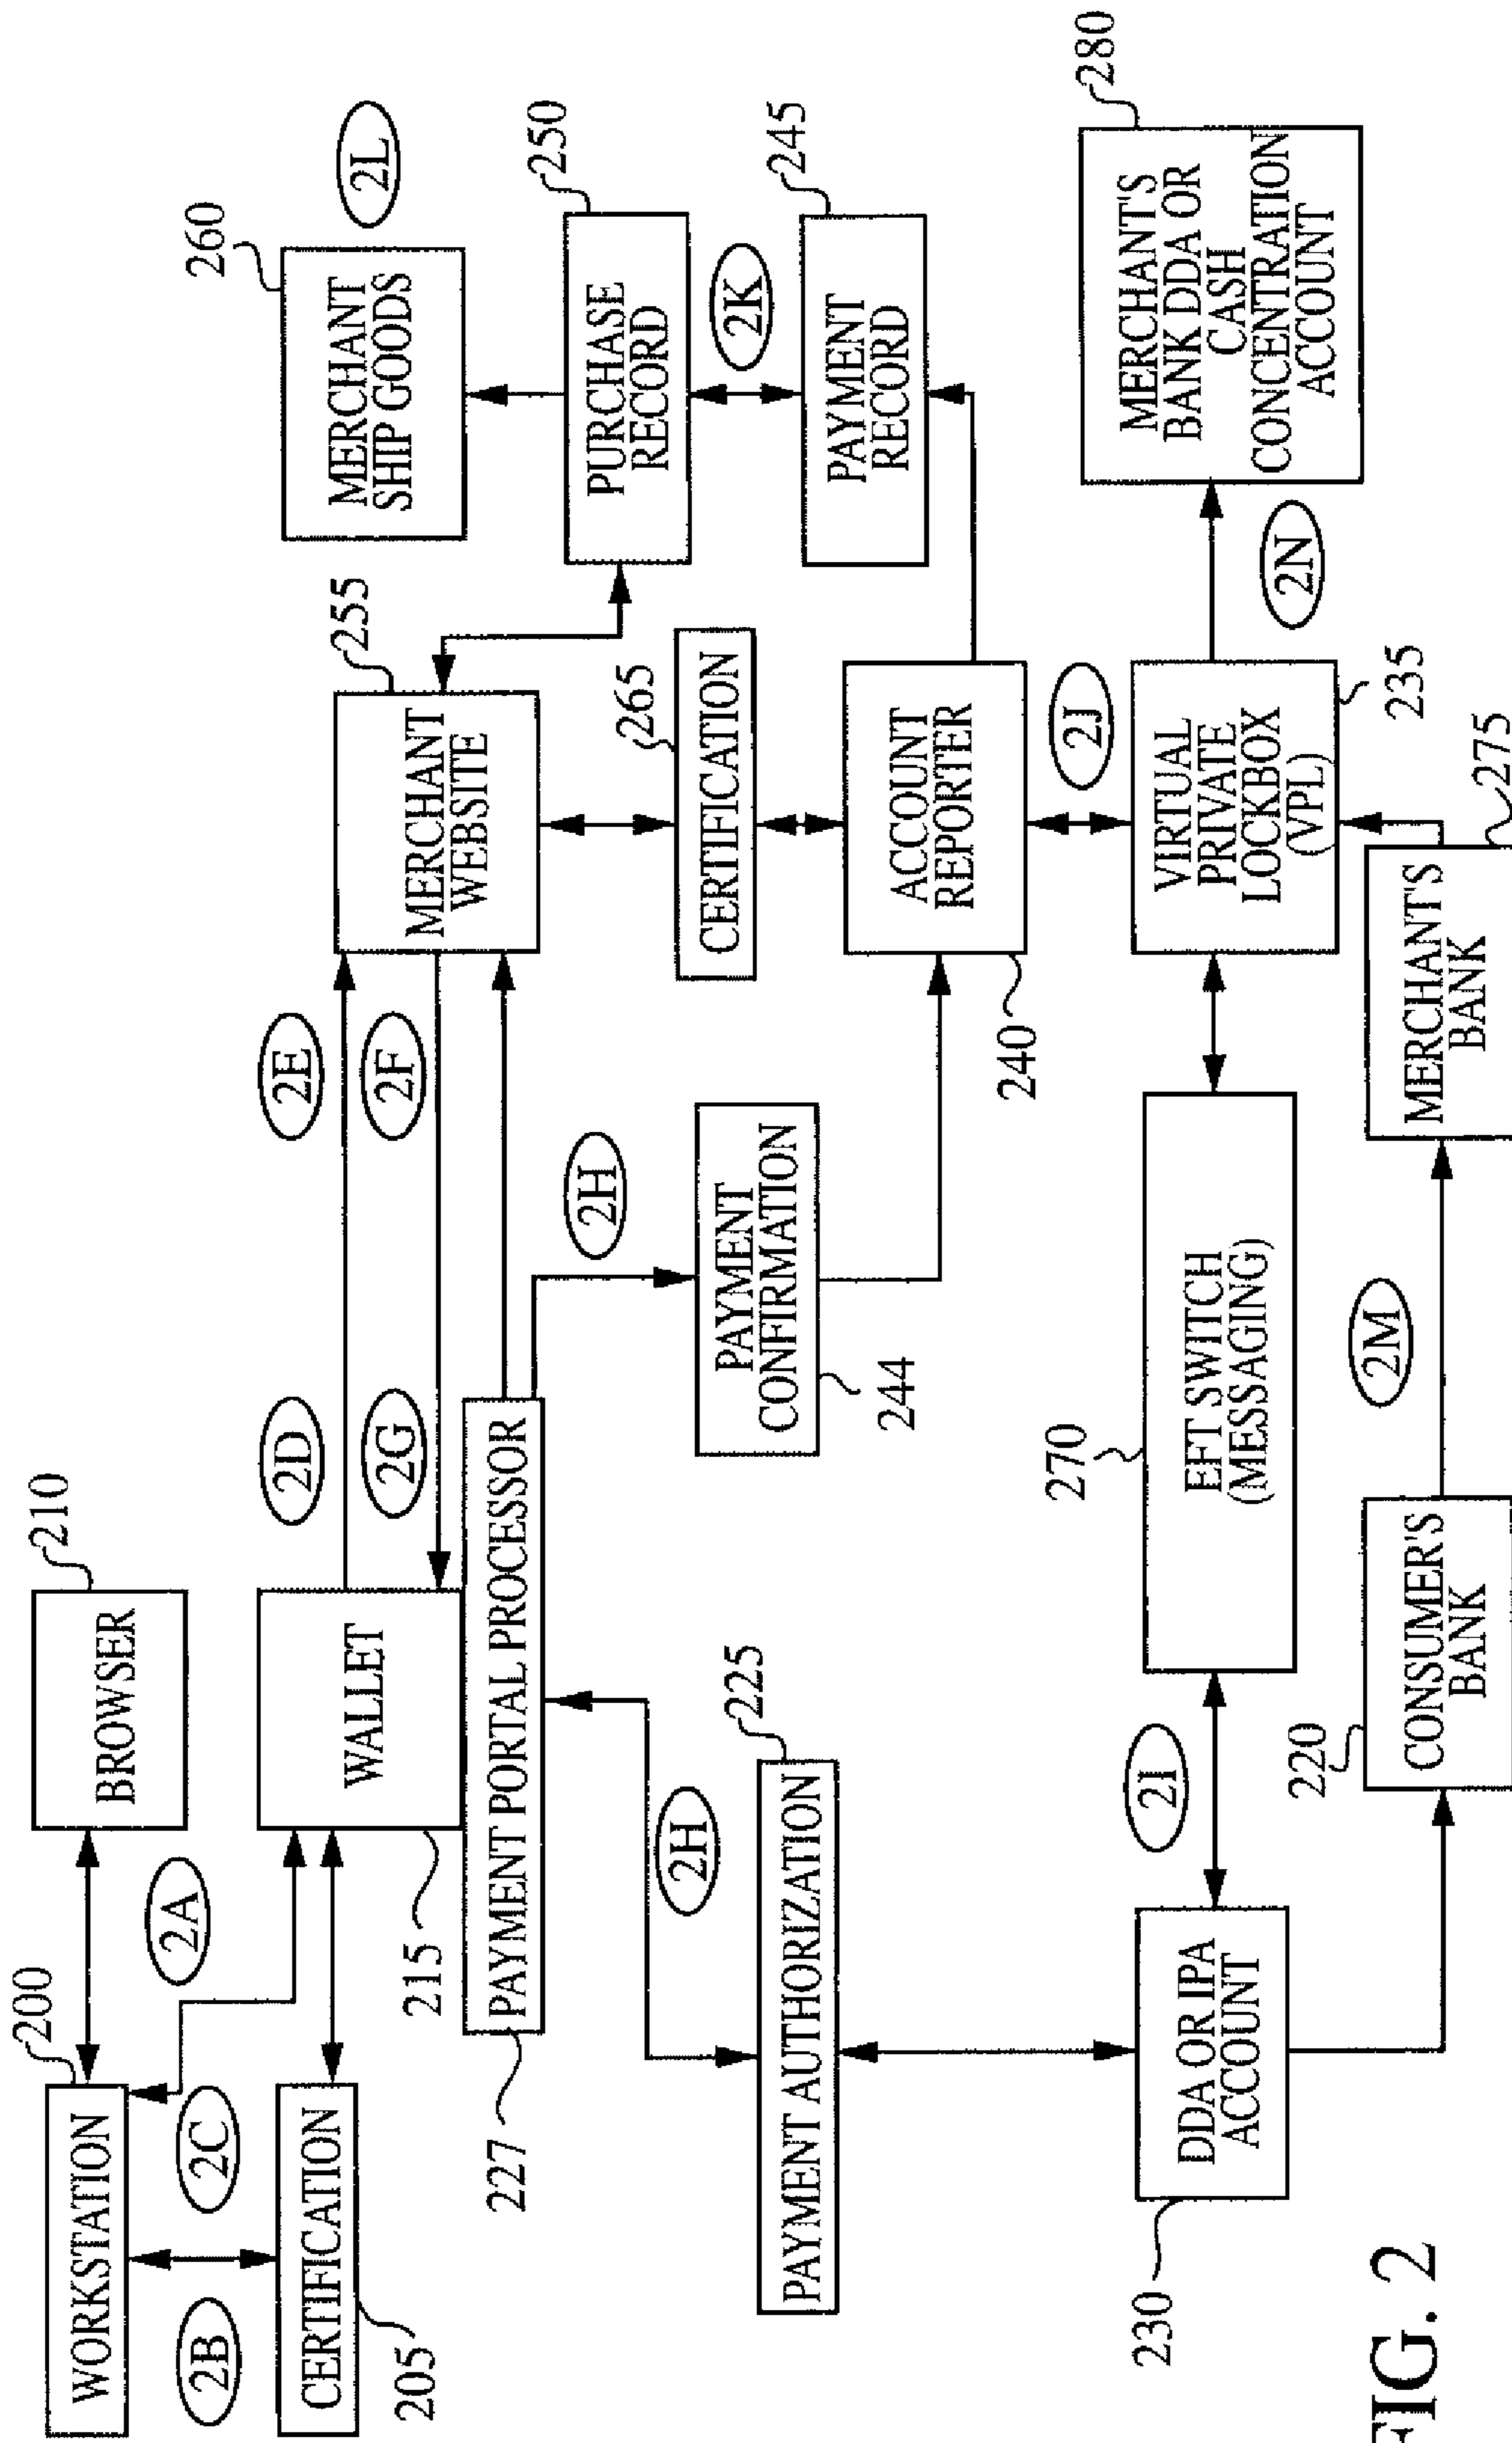 200
WORKSTATION
210
BROWSER
2A
2B
2C
CERTIFICATION
205
WALLET
215
PAYMENT PORTAL PROCESSOR
227
2D
2E
2G
2F
MERCHANT
WEBSITE
255
260
MERCHANT
SHIP GOODS
2L
PURCHASE
RECORD
250
2K
PAYMENT
RECORD
245
265
CERTIFICATION
2H
PAYMENT
CONFIRMATION
244
ACCOUNT
REPORTER
240
2H
PAYMENT AUTHORIZATION
225
2J
DDA OR IPA
ACCOUNT
230
2I
270
EFT SWITCH
(MESSAGING)
VIRTUAL
PRIVATE
LOCKBOX
(VPL)
235
2N
MERCHANT'S
BANK DDA OR
CASH
CONCENTRATION
ACCOUNT
280
220
CONSUMER'S
BANK
2M
MERCHANT'S
BANK
275
FIG. 2